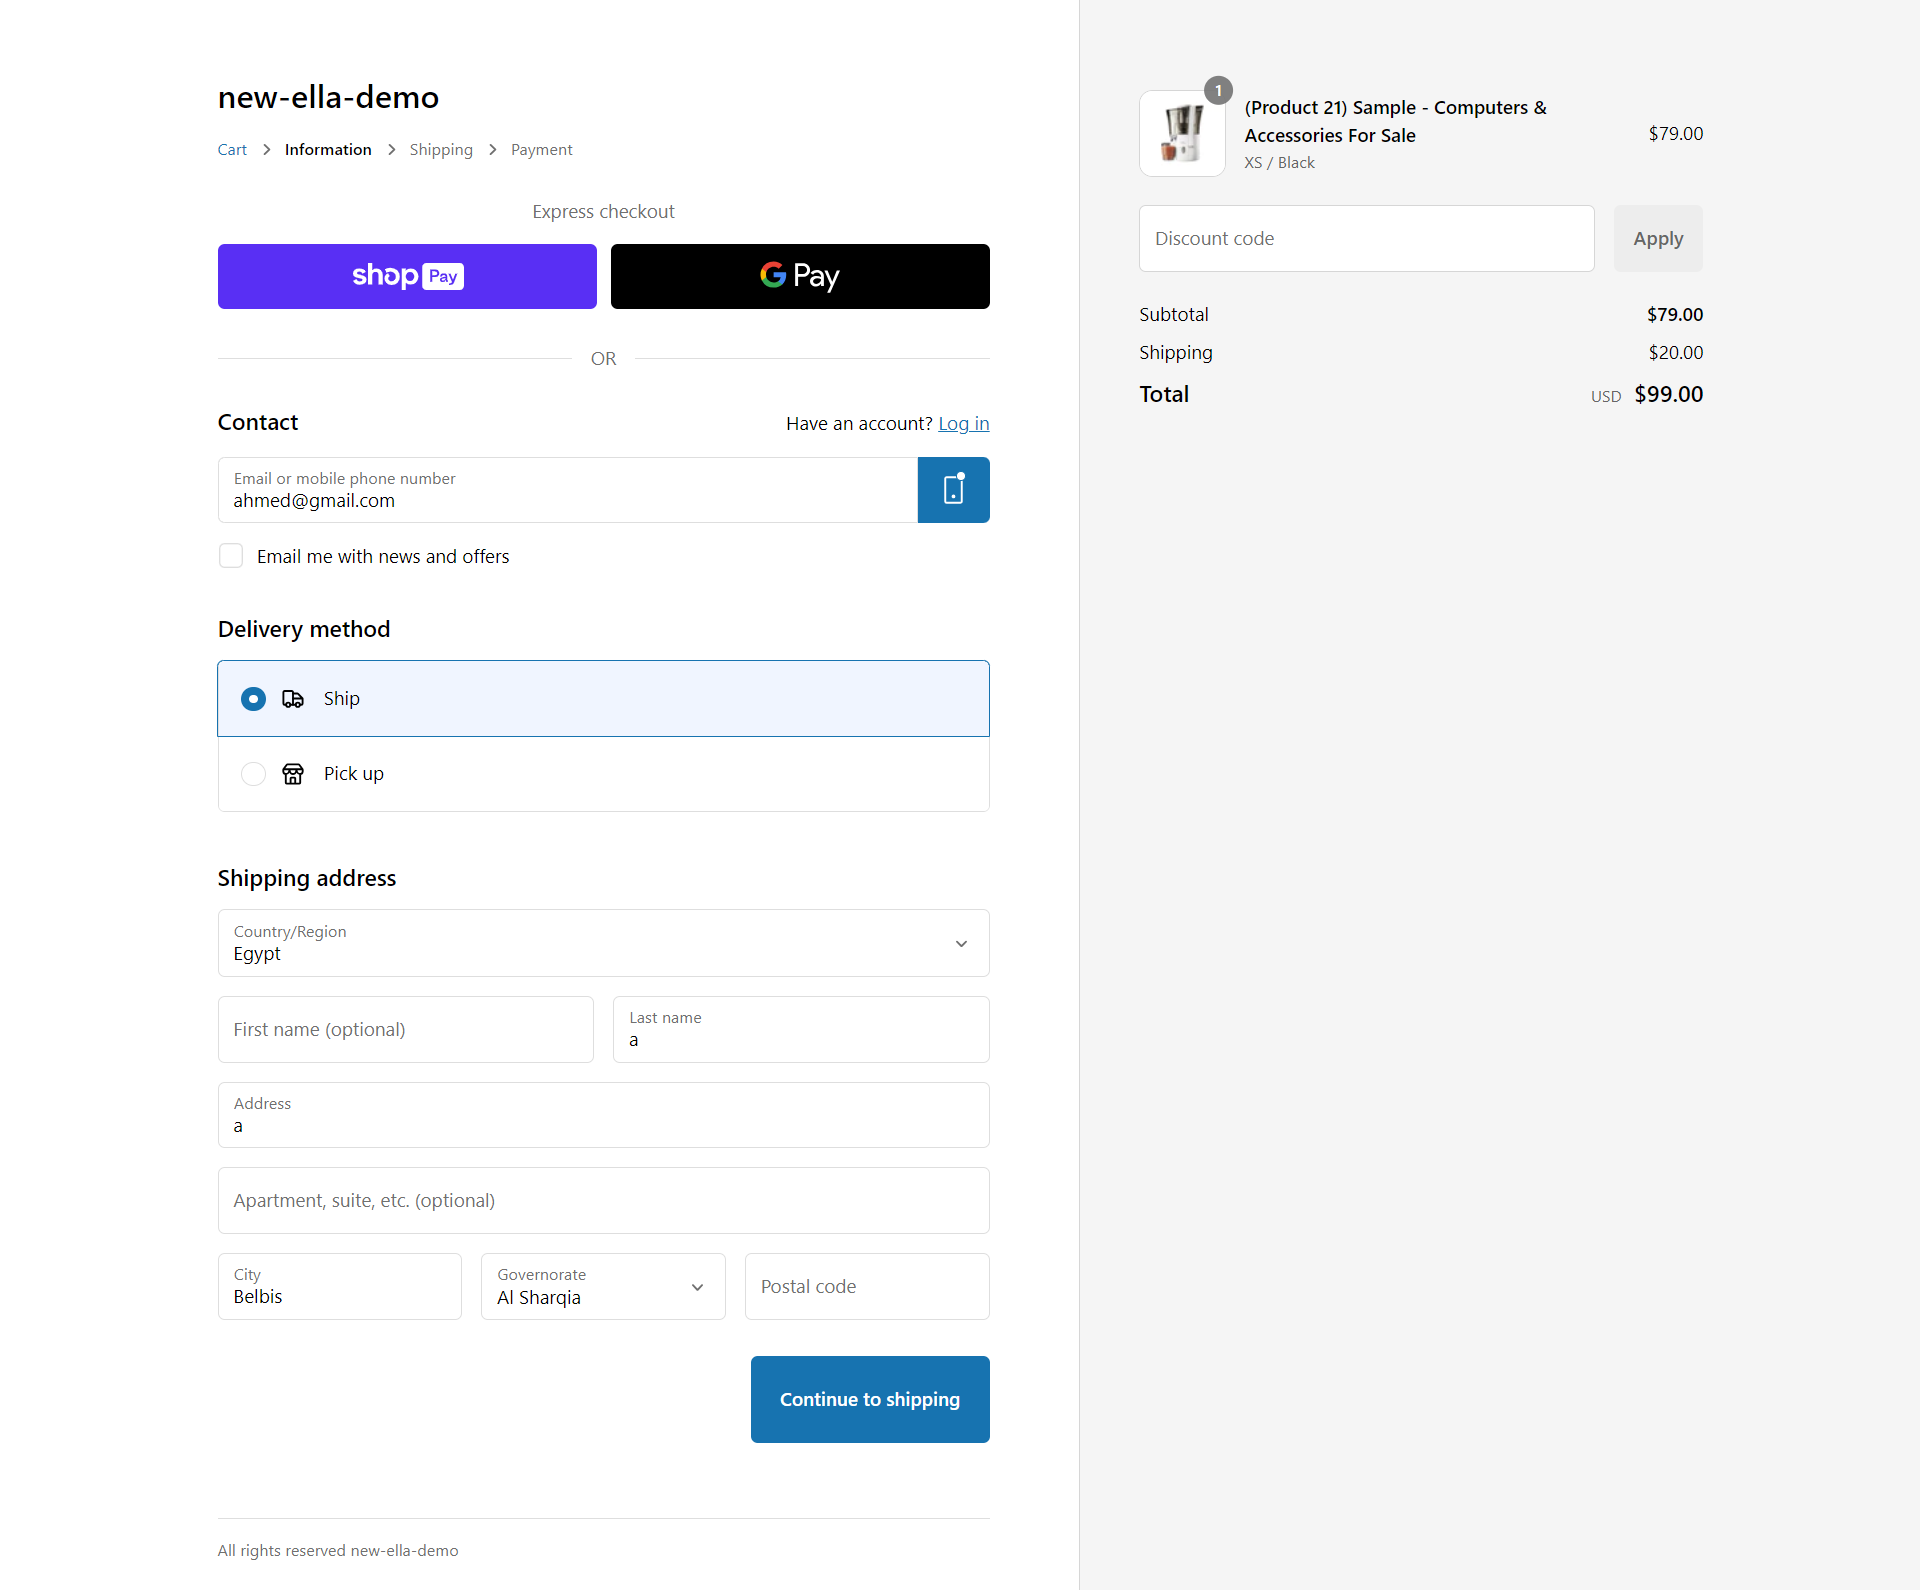 new-ella-demo
Cart > Information > Shipping > Payment
Express checkout
shop Pay
G Pay
OR
Contact
Have an account? Log in
Email or mobile phone number
ahmed@gmail.com
Email me with news and offers
Delivery method
Ship
Pick up
Shipping address
Country/Region
Egypt
First name (optional)
Last name
a
Address
a
Apartment, suite, etc. (optional)
City
Belbis
Governorate
Al Sharqia
Postal code
Continue to shipping
All rights reserved new-ella-demo
1
(Product 21) Sample - Computers &
Accessories For Sale
XS / Black
$79.00
Discount code
Apply
Subtotal $79.00
Shipping $20.00
Total USD $99.00